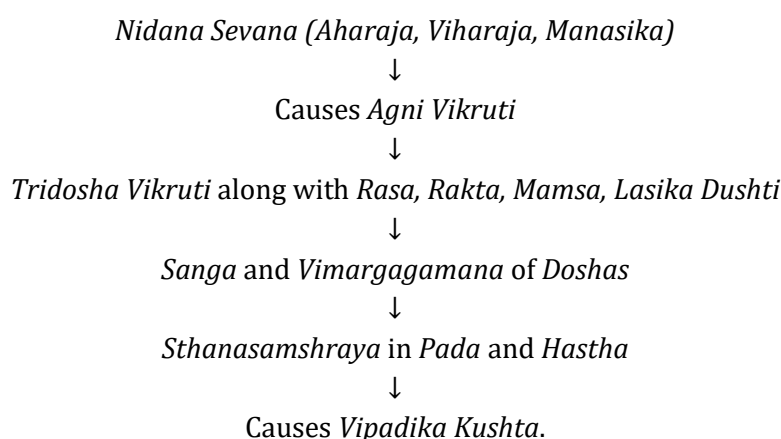 Nidana Sevana (Aharaja, Viharaja, Manasika)
↓
Causes Agni Vikruti
↓
Tridosha Vikruti along with Rasa, Rakta, Mamsa, Lasika Dushti
↓
Sanga and Vimargagamana of Doshas
↓
Sthanasamshraya in Pada and Hastha
↓
Causes Vipadika Kushta.